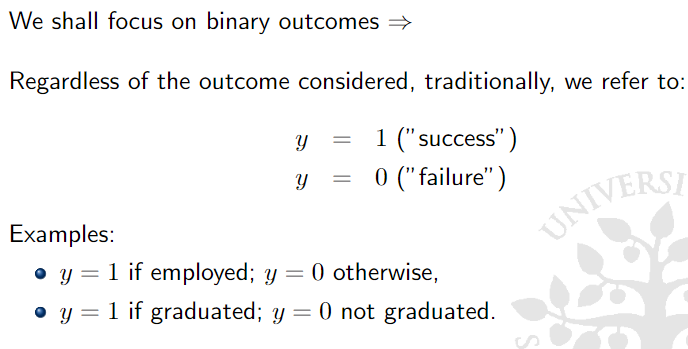 We shall focus on binary outcomes ⇒
Regardless of the outcome considered, traditionally, we refer to:
y = 1 ("success")
y = 0 ("failure")
Examples:
y = 1 if employed; y = 0 otherwise,
y = 1 if graduated; y = 0 not graduated.
UNIVERSI
S